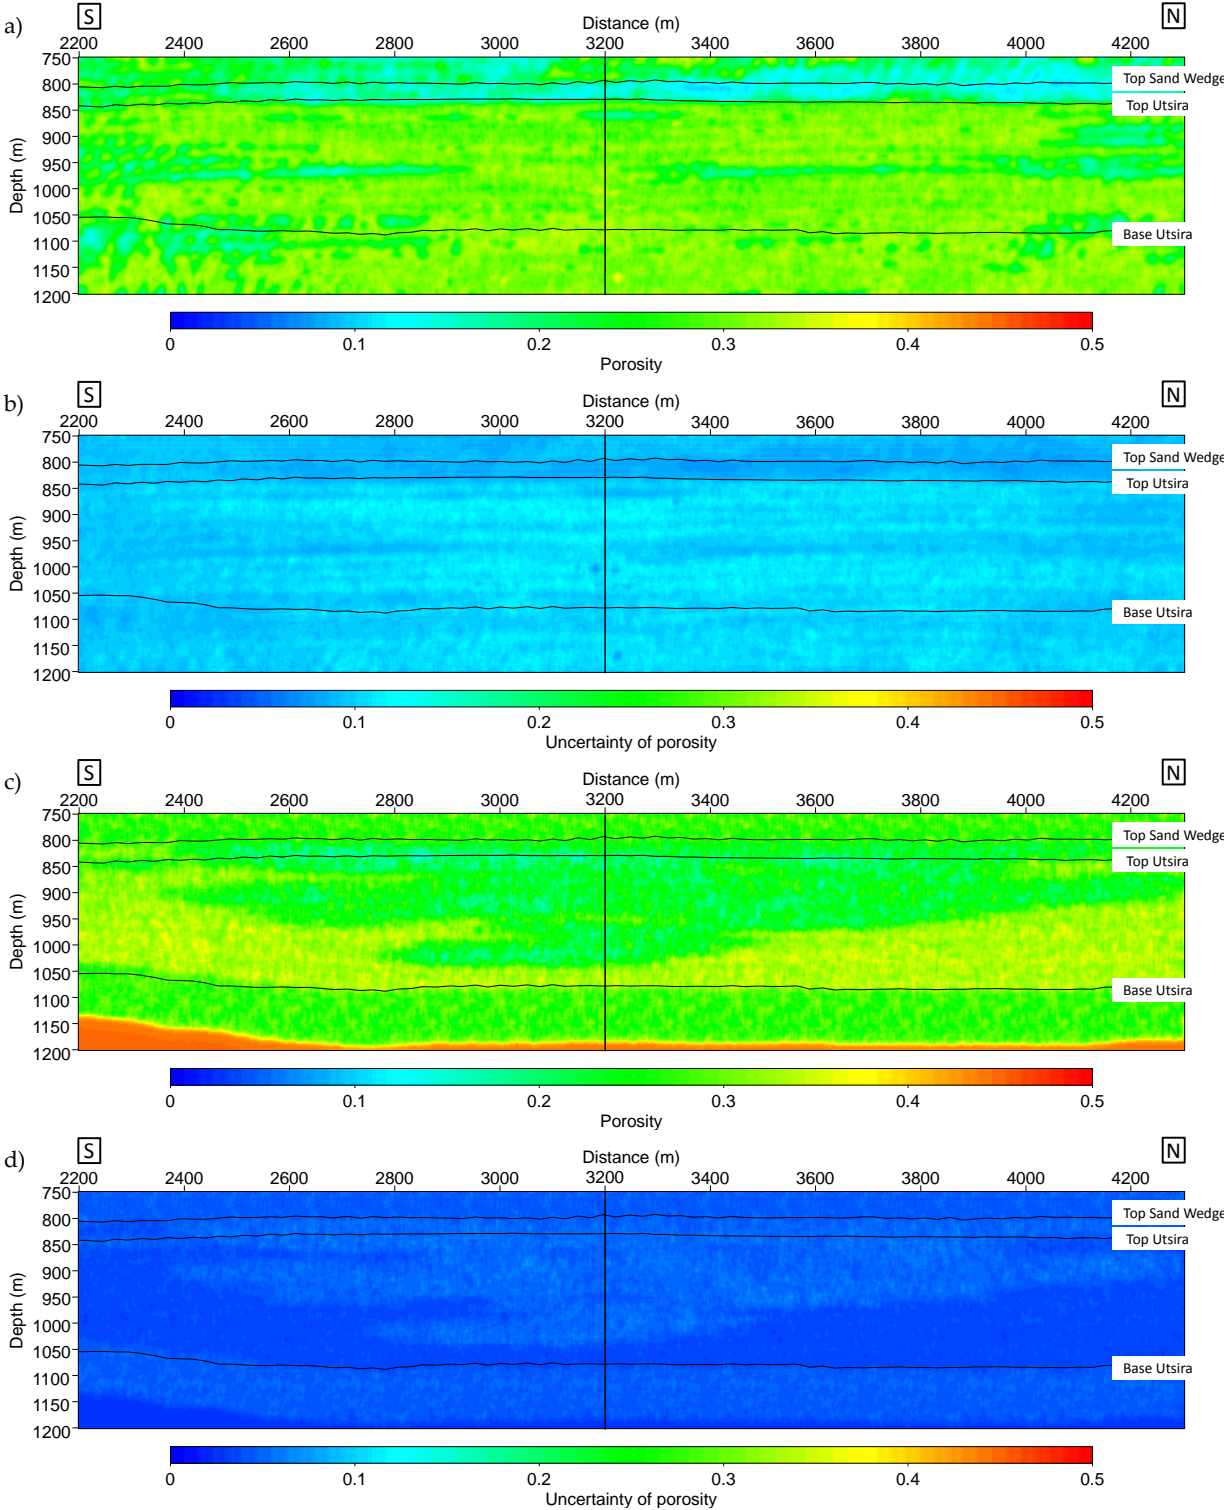 a)
S
Distance (m)
N
2200 2400 2600 2800 3000 3200 3400 3600 3800 4000 4200
750
800
850
900
950
1000
1050
1100
1150
1200
Depth (m)
Top Sand Wedge
Top Utsira
Base Utsira
0 0.1 0.2 0.3 0.4 0.5
Porosity
b)
S
Distance (m)
N
2200 2400 2600 2800 3000 3200 3400 3600 3800 4000 4200
750
800
850
900
950
1000
1050
1100
1150
1200
Depth (m)
Top Sand Wedge
Top Utsira
Base Utsira
0 0.1 0.2 0.3 0.4 0.5
Uncertainty of porosity
c)
S
Distance (m)
N
2200 2400 2600 2800 3000 3200 3400 3600 3800 4000 4200
750
800
850
900
950
1000
1050
1100
1150
1200
Depth (m)
Top Sand Wedge
Top Utsira
Base Utsira
0 0.1 0.2 0.3 0.4 0.5
Porosity
d)
S
Distance (m)
N
2200 2400 2600 2800 3000 3200 3400 3600 3800 4000 4200
750
800
850
900
950
1000
1050
1100
1150
1200
Depth (m)
Top Sand Wedge
Top Utsira
Base Utsira
0 0.1 0.2 0.3 0.4 0.5
Uncertainty of porosity